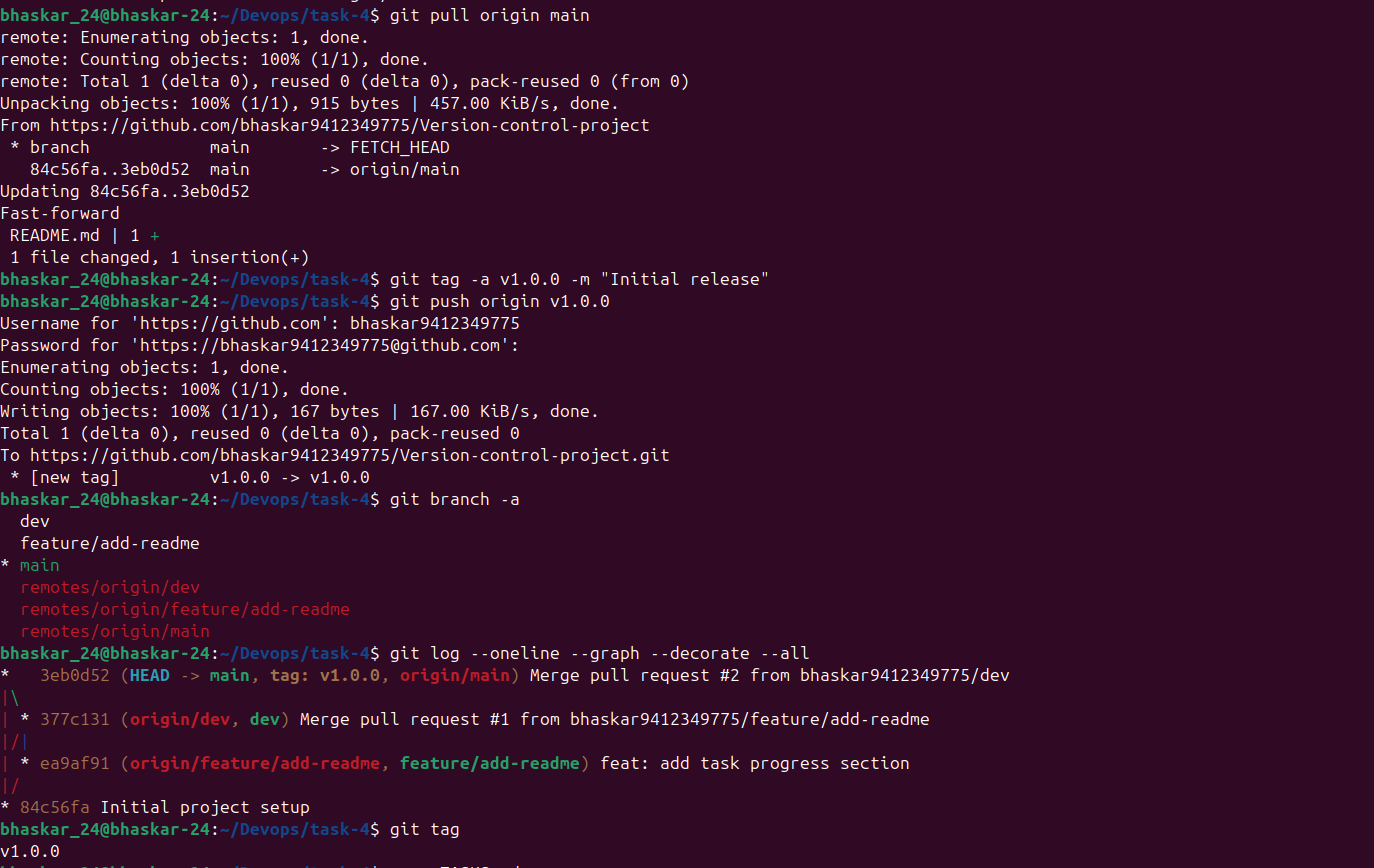 bhaskar_24@bhaskar-24:~/Devops/task-4$ git pull origin main
remote: Enumerating objects: 1, done.
remote: Counting objects: 100% (1/1), done.
remote: Total 1 (delta 0), reused 0 (delta 0), pack-reused 0 (from 0)
Unpacking objects: 100% (1/1), 915 bytes | 457.00 KiB/s, done.
From https://github.com/bhaskar9412349775/Version-control-project
 * branch            main       -> FETCH_HEAD
   84c56fa..3eb0d52  main       -> origin/main
Updating 84c56fa..3eb0d52
Fast-forward
 README.md | 1 +
 1 file changed, 1 insertion(+)
bhaskar_24@bhaskar-24:~/Devops/task-4$ git tag -a v1.0.0 -m "Initial release"
bhaskar_24@bhaskar-24:~/Devops/task-4$ git push origin v1.0.0
Username for 'https://github.com': bhaskar9412349775
Password for 'https://bhaskar9412349775@github.com':
Enumerating objects: 1, done.
Counting objects: 100% (1/1), done.
Writing objects: 100% (1/1), 167 bytes | 167.00 KiB/s, done.
Total 1 (delta 0), reused 0 (delta 0), pack-reused 0
To https://github.com/bhaskar9412349775/Version-control-project.git
 * [new tag]         v1.0.0 -> v1.0.0
bhaskar_24@bhaskar-24:~/Devops/task-4$ git branch -a
  dev
  feature/add-readme
* main
  remotes/origin/dev
  remotes/origin/feature/add-readme
  remotes/origin/main
bhaskar_24@bhaskar-24:~/Devops/task-4$ git log --oneline --graph --decorate --all
*   3eb0d52 (HEAD -> main, tag: v1.0.0, origin/main) Merge pull request #2 from bhaskar9412349775/dev
|\
| * 377c131 (origin/dev, dev) Merge pull request #1 from bhaskar9412349775/feature/add-readme
|/|
| * ea9af91 (origin/feature/add-readme, feature/add-readme) feat: add task progress section
|/
* 84c56fa Initial project setup
bhaskar_24@bhaskar-24:~/Devops/task-4$ git tag
v1.0.0